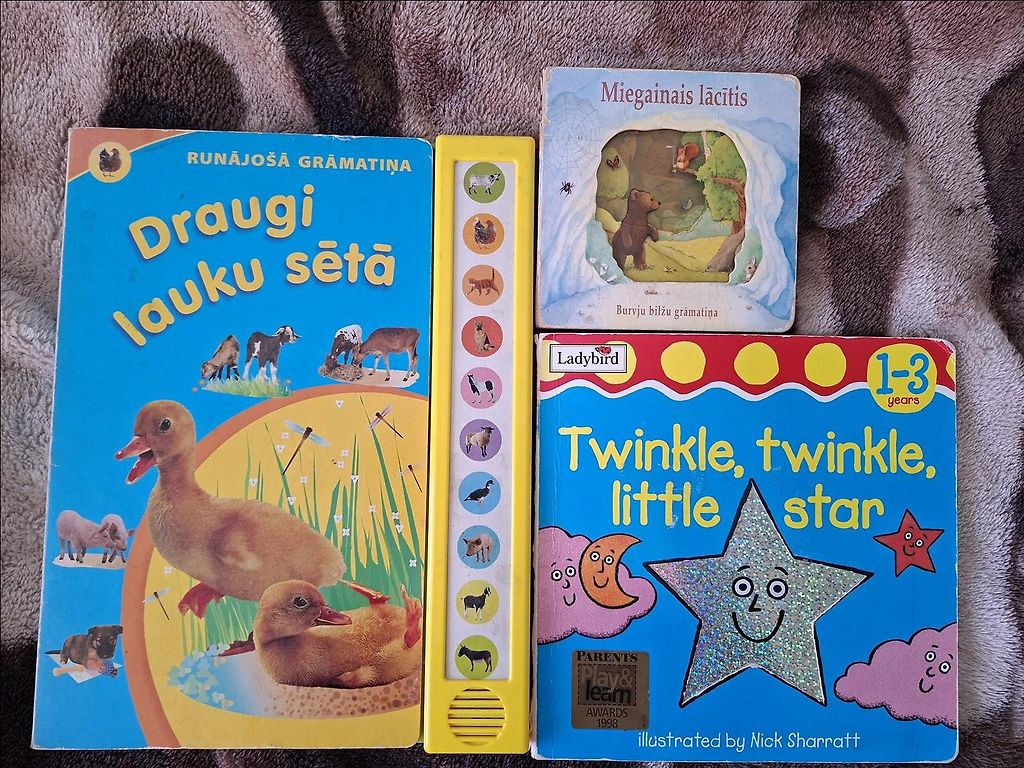 RUNĀJOŠĀ GRĀMATIŅA
Draugi
lauku sētā
Miegainais lācītis
Burvju bilžu grāmatiņa
Ladybird
1-3
years
Twinkle, twinkle,
little star
PARENTS
Play&
learn
AWARDS
1998
illustrated by Nick Sharratt